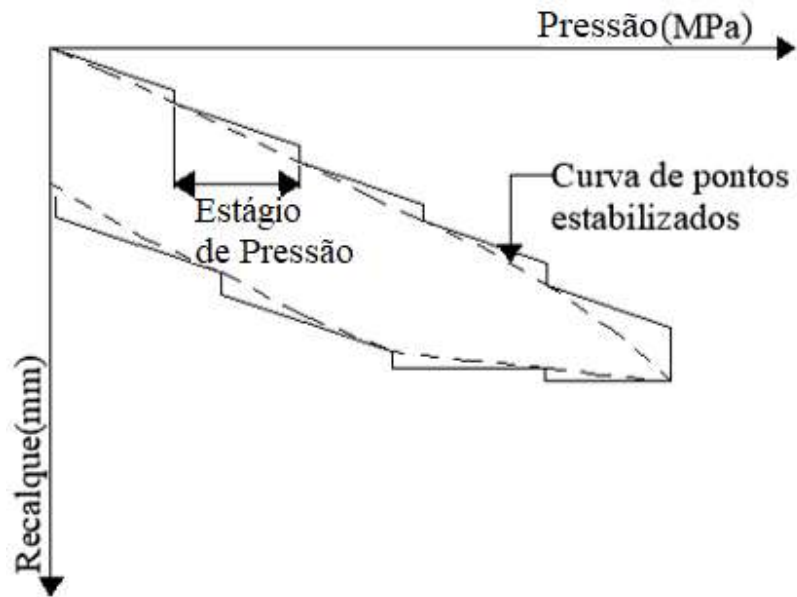 Pressão(MPa)
Curva de pontos
estabilizados
Estágio
de Pressão
Recalque(mm)